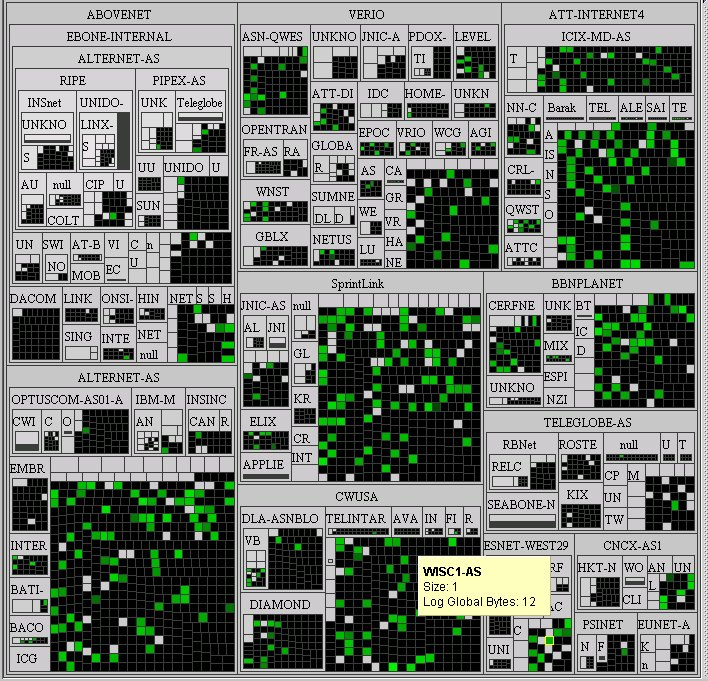 ABOVENET
VERIO
ATT-INTERNET4
EBONE-INTERNAL
ALTERNET-AS
RIPE
PIPEX-AS
INSnet
UNIDO-
UNK
Teleglobe
UNKNO
LINX-
S
S
AU
null
CIP
U
COLT
UU
UNIDO
U
SUN
UN
SWI
AT-B
VI
C
n
NO
MOB
EC
U
DACOM
LINK
ONSI-
HIN
NET
S
S
H
SING
INTE
NET
null
ASN-QWES
UNKNO
JNIC-A
PDOX-
LEVEL
TI
ATT-DI
IDC
HOME-
UNKN
OPENTRAN
EPOC
VRIO
WCG
AGI
FR-AS
RA
GLOBA
R
AS
CA
GR
WNST
SUMNE
DL
D
WE
VR
GBLX
NETUS
LU
HA
NE
ICIX-MD-AS
T
NN-C
Barak
TEL
ALE
SAI
TE
A
IS
N
S
O
CRL-
QWST
ATTC
ALTERNET-AS
OPTUSCOM-AS01-A
IBM-M
INSINC
CWI
C
O
AN
CAN
R
EMBR
INTER
BATI-
BACO
ICG
SprintLink
JNIC-AS
null
AL
JNI
GL
KR
ELIX
CR
APPLIE
INT
BBNPLANET
CERFNE
UNK
BT
IC
MIX
D
ESPI
UNKNO
NZI
TELEGLOBE-AS
RBNet
ROSTE
null
U
T
RELC
CP
M
SEABONE-N
KIX
UN
TW
CWUSA
DLA-ASNBLO
TELINTAR
AVA
IN
FI
R
VB
DIAMOND
WISC1-AS
Size: 1
Log Global Bytes: 12
ESNET-WEST29
RF
AC
C
UNI
CNCX-AS1
HKT-N
WO
AN
UN
L
CLI
PSINET
EUNET-A
N
F
K
n